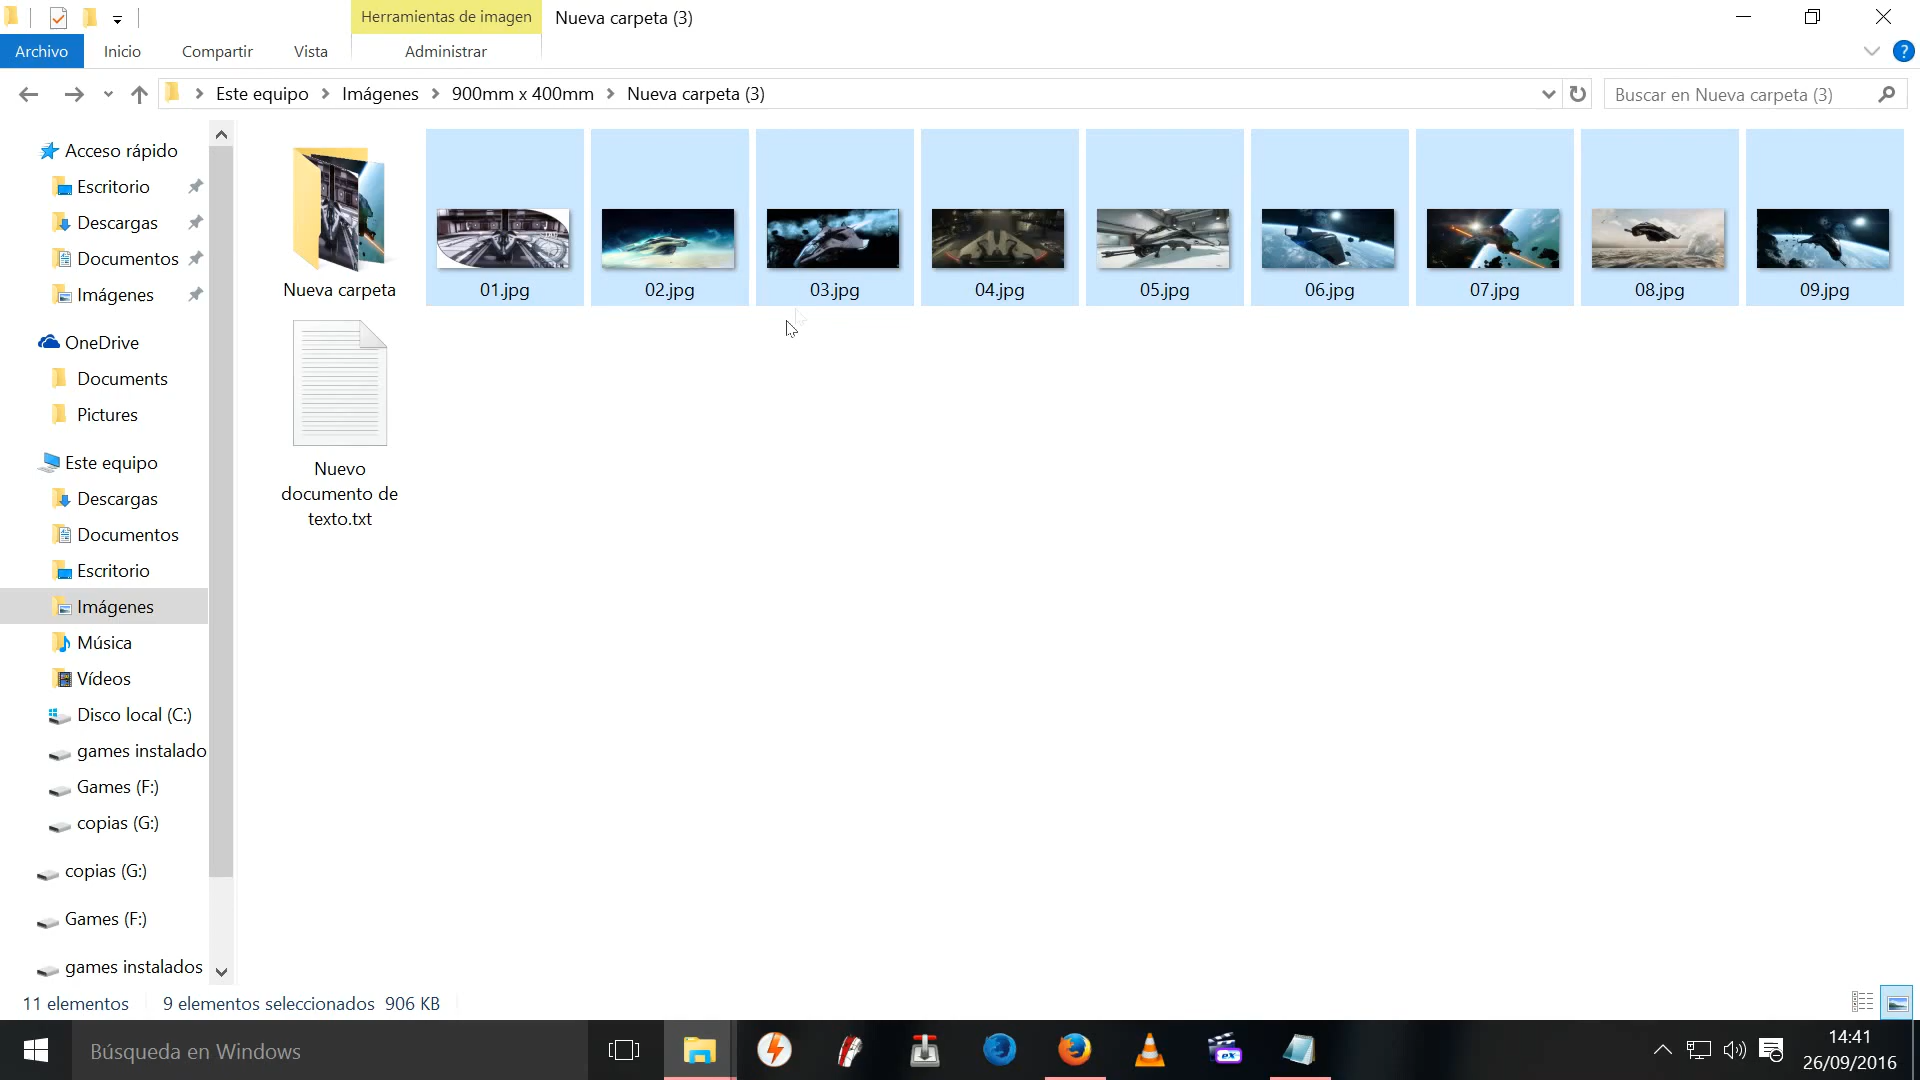 Herramientas de imagen
Nueva carpeta (3)
Archivo
Inicio
Compartir
Vista
Administrar
Este equipo
Imágenes
900mm x 400mm
Nueva carpeta (3)
Buscar en Nueva carpeta (3)
Acceso rápido
Escritorio
Descargas
Documentos
Imágenes
OneDrive
Documents
Pictures
Este equipo
Descargas
Documentos
Escritorio
Imágenes
Música
Vídeos
Disco local (C:)
games instalado
Games (F:)
copias (G:)
copias (G:)
Games (F:)
games instalados
Nueva carpeta
01.jpg
02.jpg
03.jpg
04.jpg
05.jpg
06.jpg
07.jpg
08.jpg
09.jpg
Nuevo
documento de
texto.txt
11 elementos
9 elementos seleccionados 906 KB
Búsqueda en Windows
ex
14:41
26/09/2016